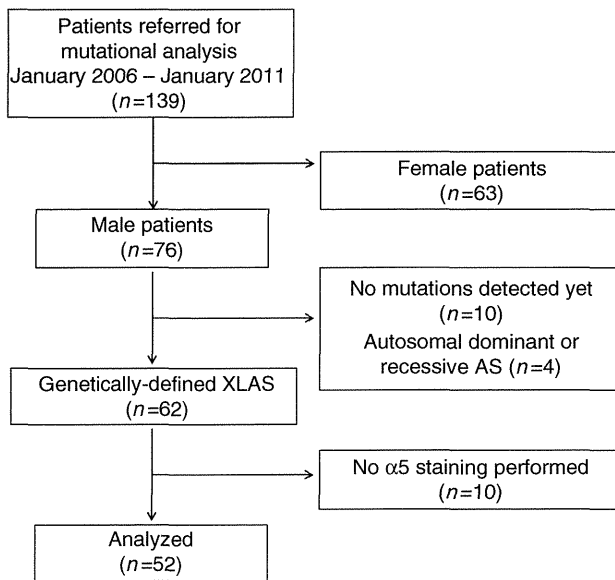 Patients referred for
mutational analysis
January 2006 – January 2011
(n=139)
Female patients
(n=63)
Male patients
(n=76)
No mutations detected yet
(n=10)
Autosomal dominant or
recessive AS (n=4)
Genetically-defined XLAS
(n=62)
No α5 staining performed
(n=10)
Analyzed
(n=52)